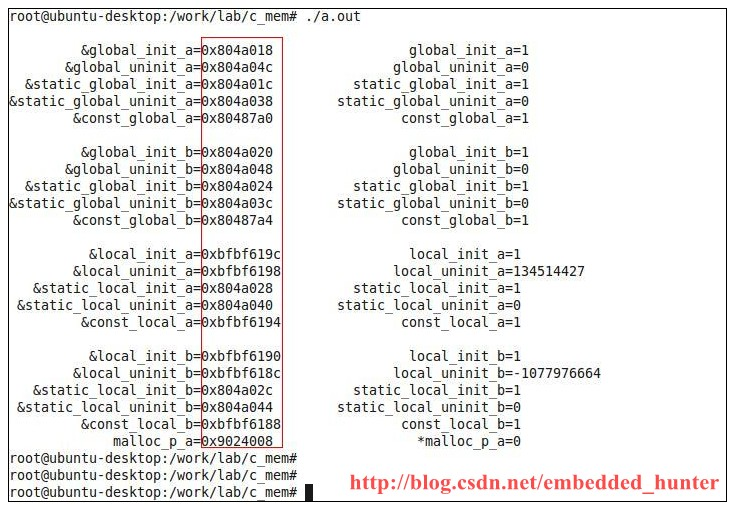 root@ubuntu-desktop:/work/lab/c_mem# ./a.out
&global_init_a=0x804a018 global_init_a=1
&global_uninit_a=0x804a04c global_uninit_a=0
&static_global_init_a=0x804a01c static_global_init_a=1
&static_global_uninit_a=0x804a038 static_global_uninit_a=0
&const_global_a=0x80487a0 const_global_a=1
&global_init_b=0x804a020 global_init_b=1
&global_uninit_b=0x804a048 global_uninit_b=0
&static_global_init_b=0x804a024 static_global_init_b=1
&static_global_uninit_b=0x804a03c static_global_uninit_b=0
&const_global_b=0x80487a4 const_global_b=1
&local_init_a=0xbfbf619c local_init_a=1
&local_uninit_a=0xbfbf6198 local_uninit_a=134514427
&static_local_init_a=0x804a028 static_local_init_a=1
&static_local_uninit_a=0x804a040 static_local_uninit_a=0
&const_local_a=0xbfbf6194 const_local_a=1
&local_init_b=0xbfbf6190 local_init_b=1
&local_uninit_b=0xbfbf618c local_uninit_b=-1077976664
&static_local_init_b=0x804a02c static_local_init_b=1
&static_local_uninit_b=0x804a044 static_local_uninit_b=0
&const_local_b=0xbfbf6188 const_local_b=1
malloc_p_a=0x9024008 *malloc_p_a=0
root@ubuntu-desktop:/work/lab/c_mem#
root@ubuntu-desktop:/work/lab/c_mem#
root@ubuntu-desktop:/work/lab/c_mem#
http://blog.csdn.net/embedded_hunter